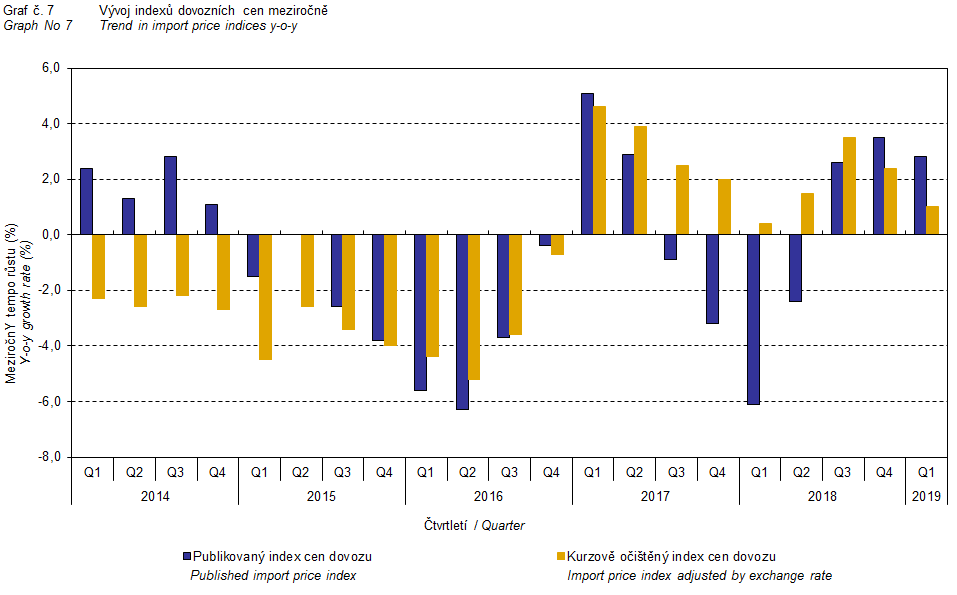 Graf č. 7 Vývoj indexů dovozních cen meziročně
Graph No 7 Trend in import price indices y-o-y
6,0
4,0
2,0
0,0
-2,0
-4,0
-6,0
-8,0
MeziročnY tempo růstu (%)
Y-o-y growth rate (%)
Q1 Q2 Q3 Q4 Q1 Q2 Q3 Q4 Q1 Q2 Q3 Q4 Q1 Q2 Q3 Q4 Q1 Q2 Q3 Q4 Q1
2014 2015 2016 2017 2018 2019
Čtvrtletí / Quarter
Publikovaný index cen dovozu Kurzově očištěný index cen dovozu
Published import price index Import price index adjusted by exchange rate